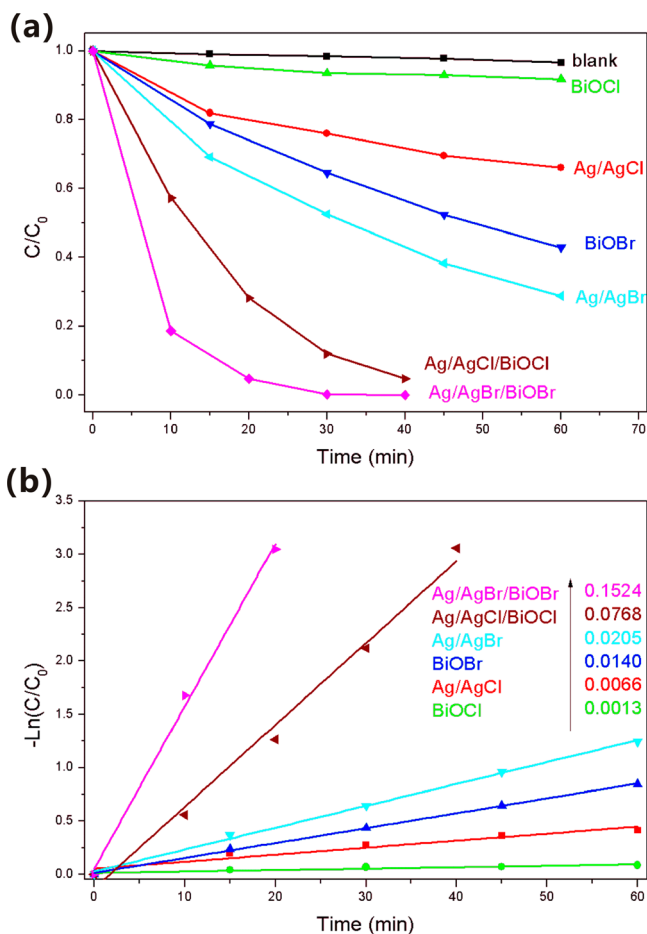 (a)
1.0
0.8
0.6
0.4
0.2
0.0
C/C0
blank
BiOCl
Ag/AgCl
BiOBr
Ag/AgBr
Ag/AgCl/BiOCl
Ag/AgBr/BiOBr
0 10 20 30 40 50 60 70
Time (min)
(b)
3.5
3.0
2.5
2.0
1.5
1.0
0.5
0.0
-Ln(C/C0)
Ag/AgBr/BiOBr 0.1524
Ag/AgCl/BiOCl 0.0768
Ag/AgBr 0.0205
BiOBr 0.0140
Ag/AgCl 0.0066
BiOCl 0.0013
0 10 20 30 40 50 60
Time (min)